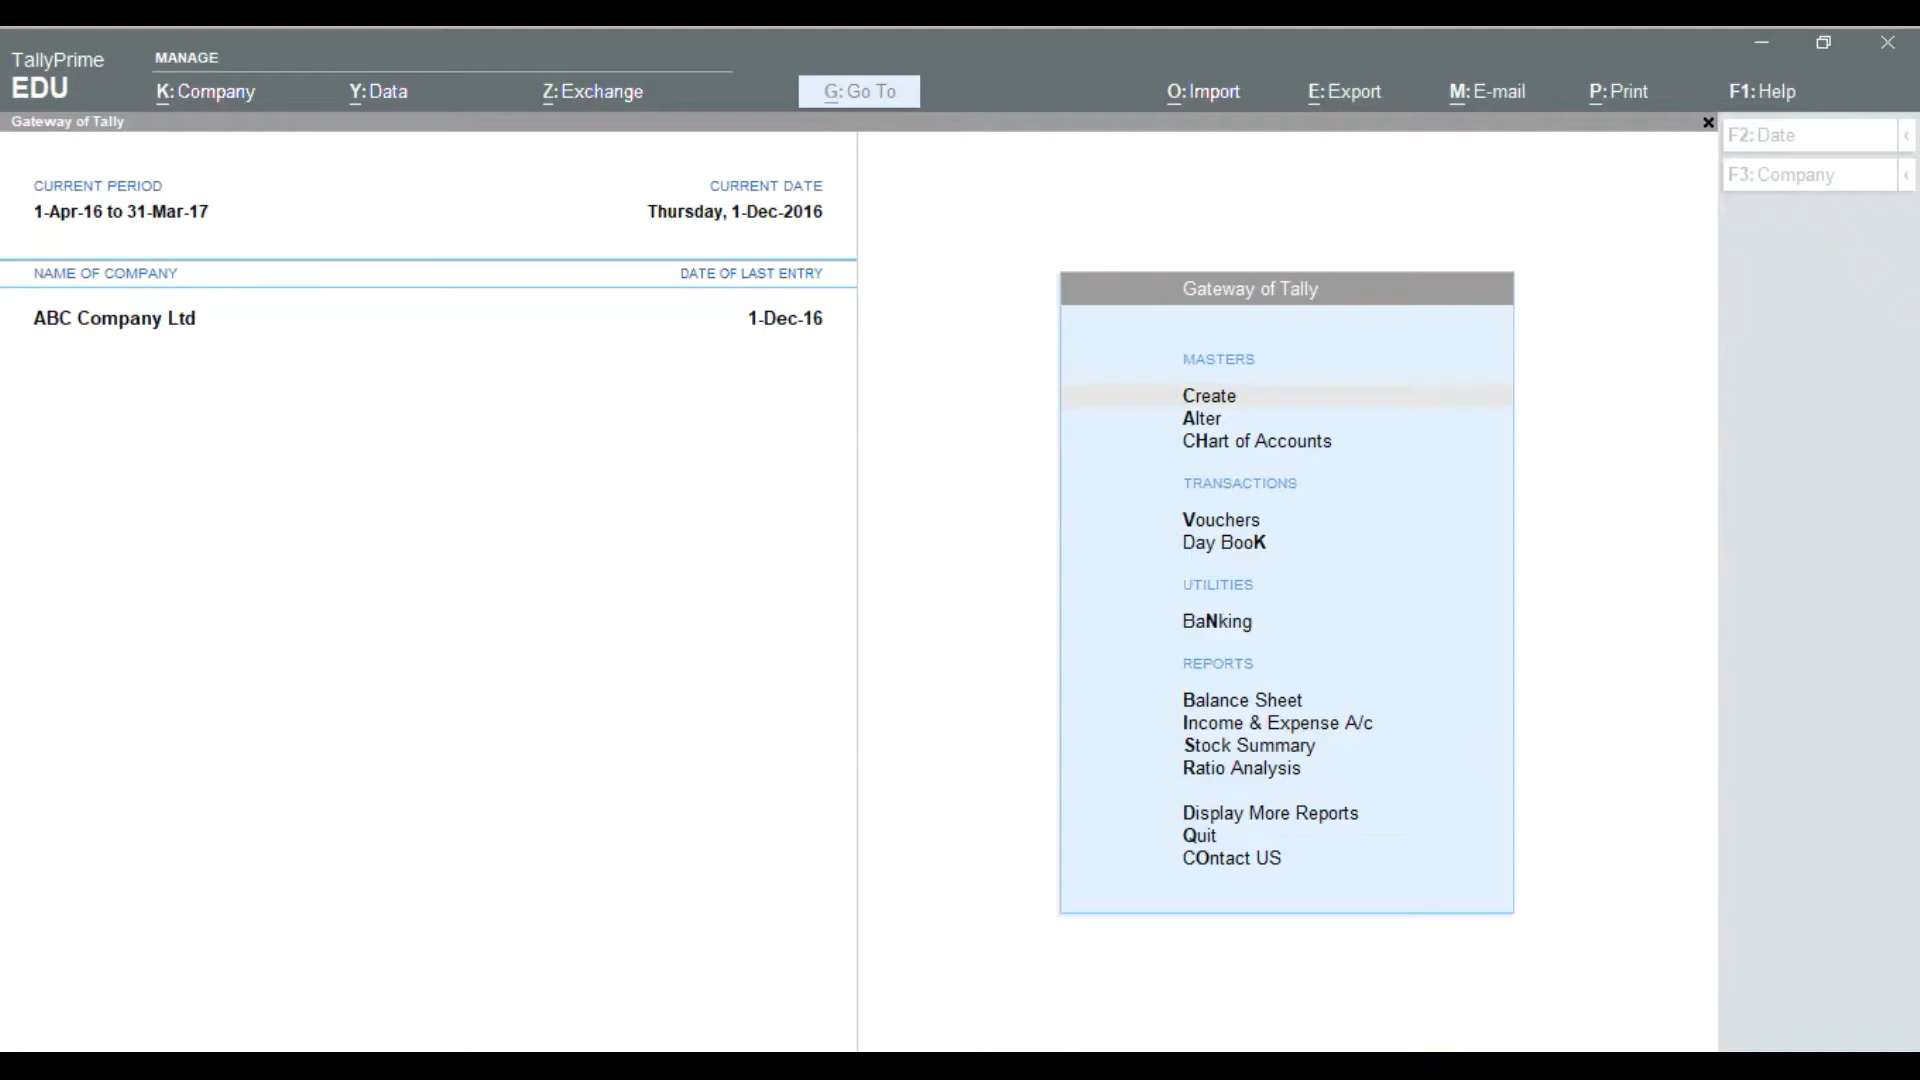 TallyPrime
EDU
MANAGE
K: Company
Y: Data
Z: Exchange
G: Go To
O: Import
E: Export
M: E-mail
P: Print
F1: Help
Gateway of Tally
F2: Date
F3: Company
CURRENT PERIOD
CURRENT DATE
1-Apr-16 to 31-Mar-17
Thursday, 1-Dec-2016
NAME OF COMPANY
DATE OF LAST ENTRY
ABC Company Ltd
1-Dec-16
Gateway of Tally
MASTERS
Create
Alter
CHart of Accounts
TRANSACTIONS
Vouchers
Day BooK
UTILITIES
BaNking
REPORTS
Balance Sheet
Income & Expense A/c
Stock Summary
Ratio Analysis
Display More Reports
Quit
COntact US